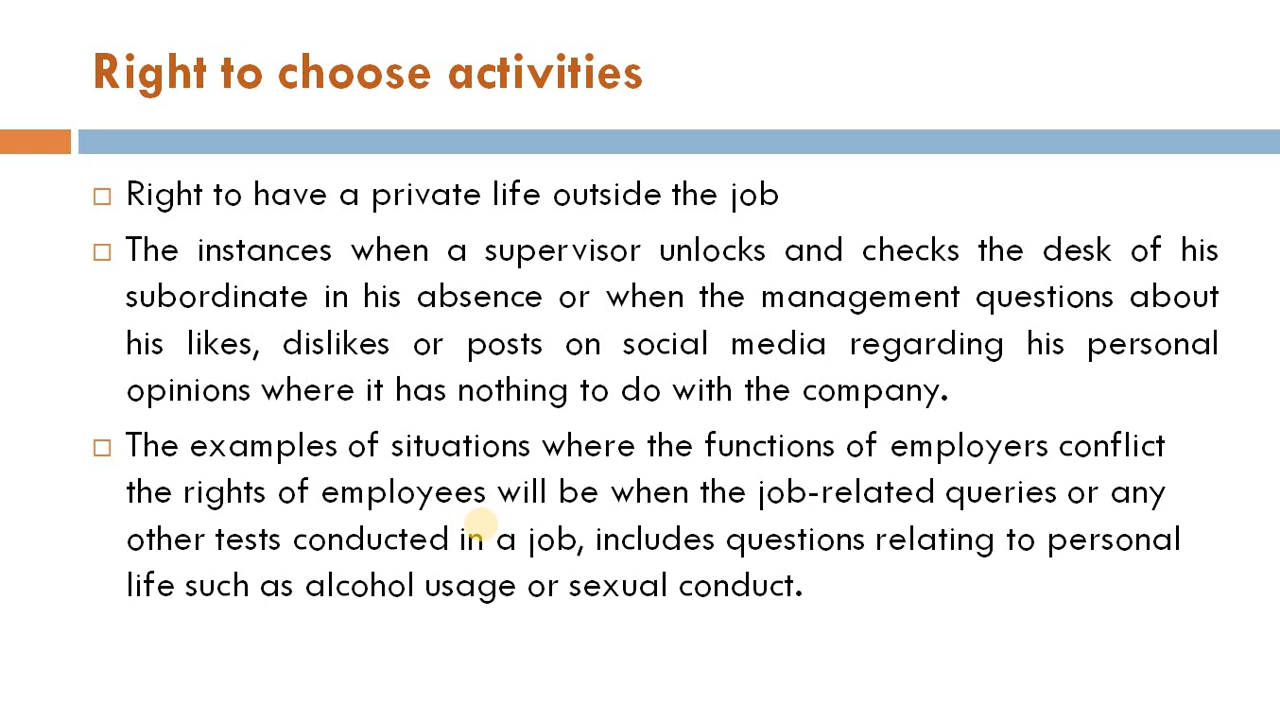 Right to choose activities
Right to have a private life outside the job
The instances when a supervisor unlocks and checks the desk of his
subordinate in his absence or when the management questions about
his likes, dislikes or posts on social media regarding his personal
opinions where it has nothing to do with the company.
The examples of situations where the functions of employers conflict
the rights of employees will be when the job-related queries or any
other tests conducted in a job, includes questions relating to personal
life such as alcohol usage or sexual conduct.